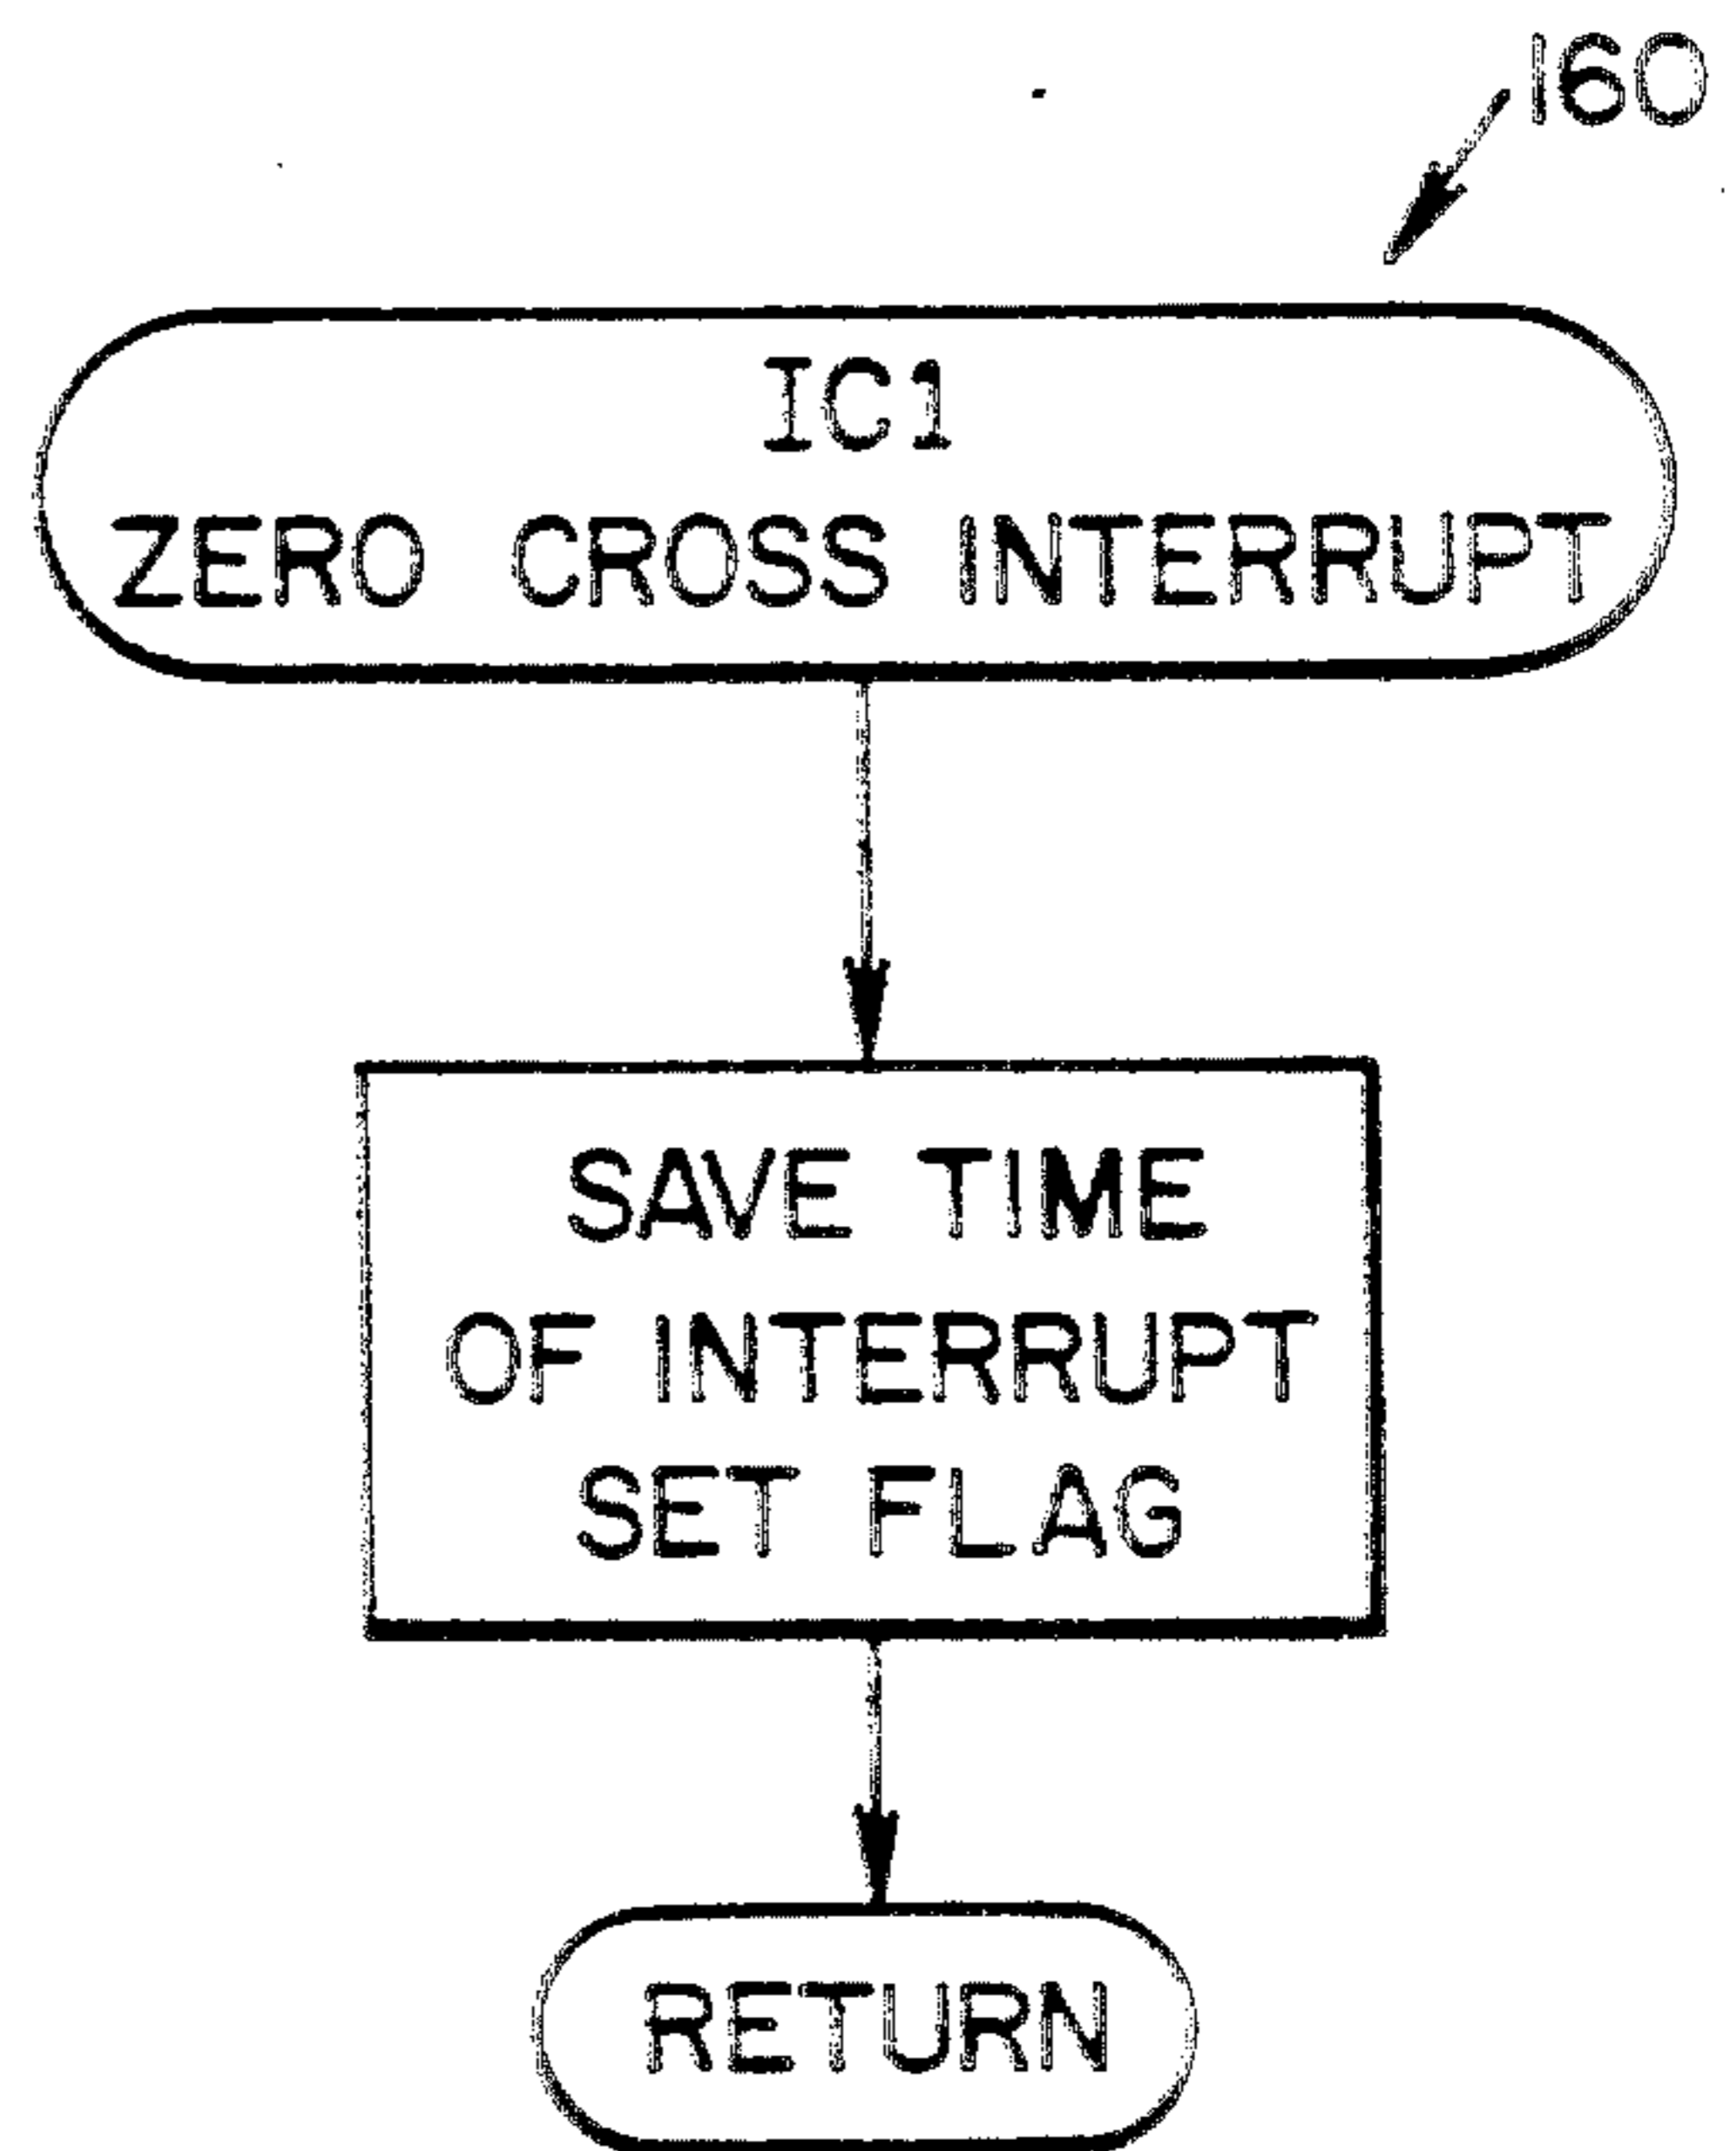 160
IC1
ZERO CROSS INTERRUPT
SAVE TIME
OF INTERRUPT
SET FLAG
RETURN